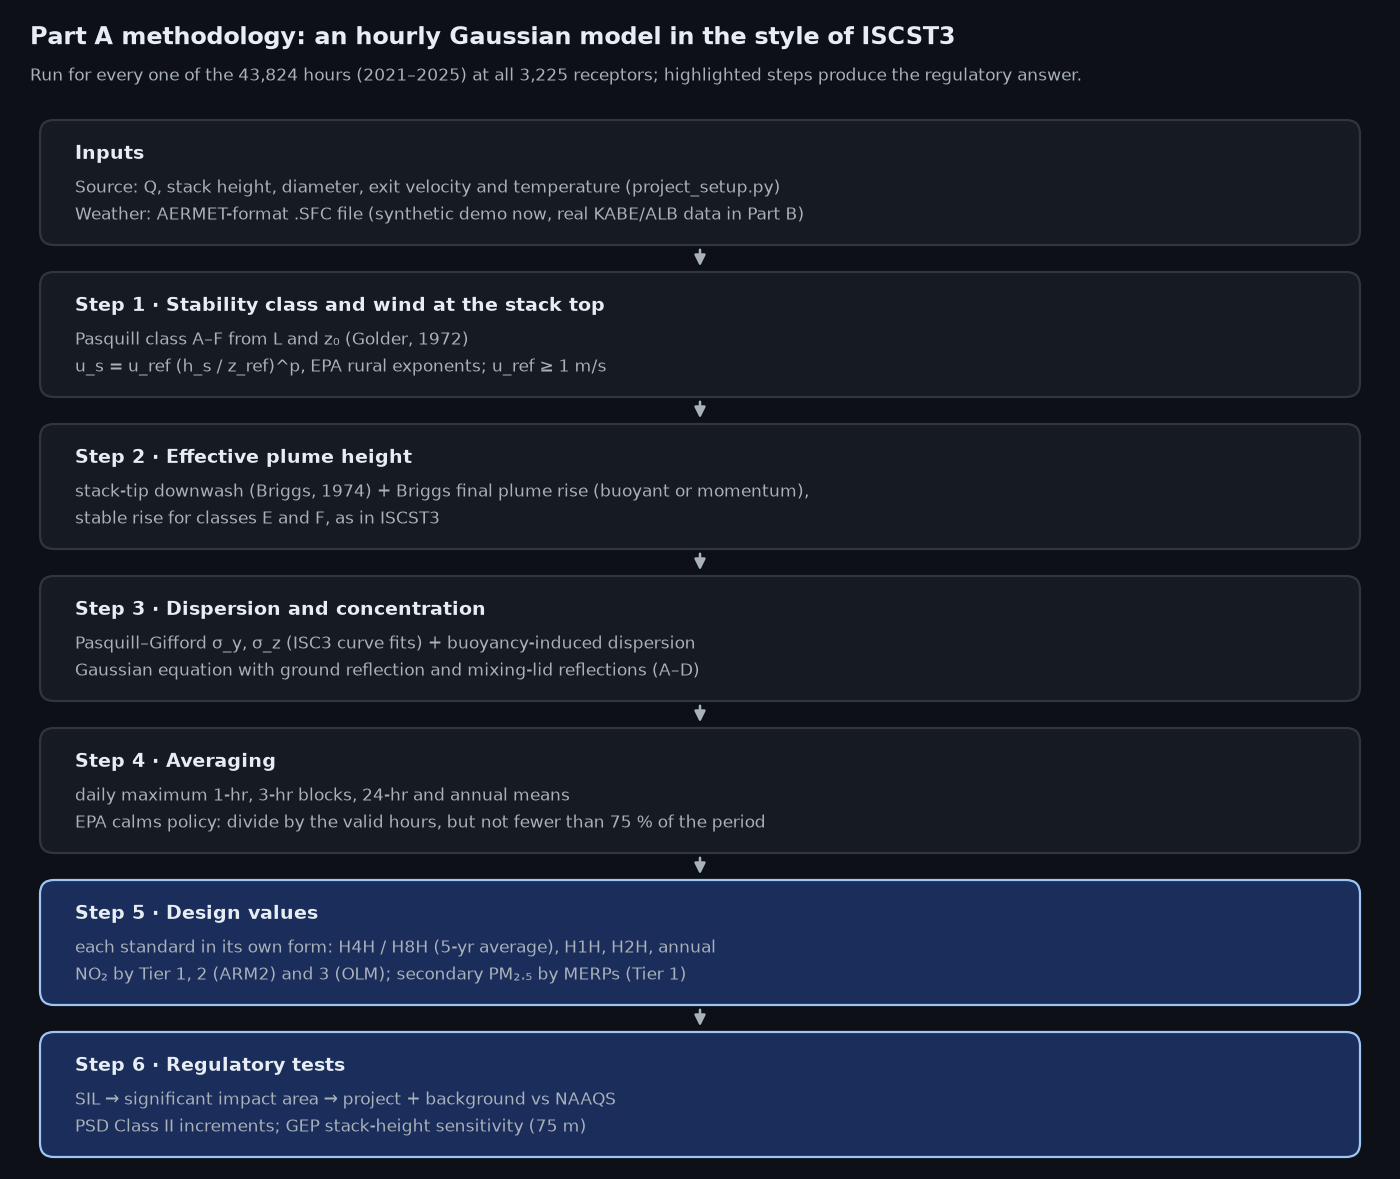 Part A methodology: an hourly Gaussian model in the style of ISCST3
Run for every one of the 43,824 hours (2021–2025) at all 3,225 receptors; highlighted steps produce the regulatory answer.
Inputs
Source: Q, stack height, diameter, exit velocity and temperature (project_setup.py)
Weather: AERMET-format .SFC file (synthetic demo now, real KABE/ALB data in Part B)
Step 1 · Stability class and wind at the stack top
Pasquill class A–F from L and z₀ (Golder, 1972)
u_s = u_ref (h_s / z_ref)^p, EPA rural exponents; u_ref ≥ 1 m/s
Step 2 · Effective plume height
stack-tip downwash (Briggs, 1974) + Briggs final plume rise (buoyant or momentum),
stable rise for classes E and F, as in ISCST3
Step 3 · Dispersion and concentration
Pasquill–Gifford σ_y, σ_z (ISC3 curve fits) + buoyancy-induced dispersion
Gaussian equation with ground reflection and mixing-lid reflections (A–D)
Step 4 · Averaging
daily maximum 1-hr, 3-hr blocks, 24-hr and annual means
EPA calms policy: divide by the valid hours, but not fewer than 75 % of the period
Step 5 · Design values
each standard in its own form: H4H / H8H (5-yr average), H1H, H2H, annual
NO₂ by Tier 1, 2 (ARM2) and 3 (OLM); secondary PM₂.₅ by MERPs (Tier 1)
Step 6 · Regulatory tests
SIL → significant impact area → project + background vs NAAQS
PSD Class II increments; GEP stack-height sensitivity (75 m)